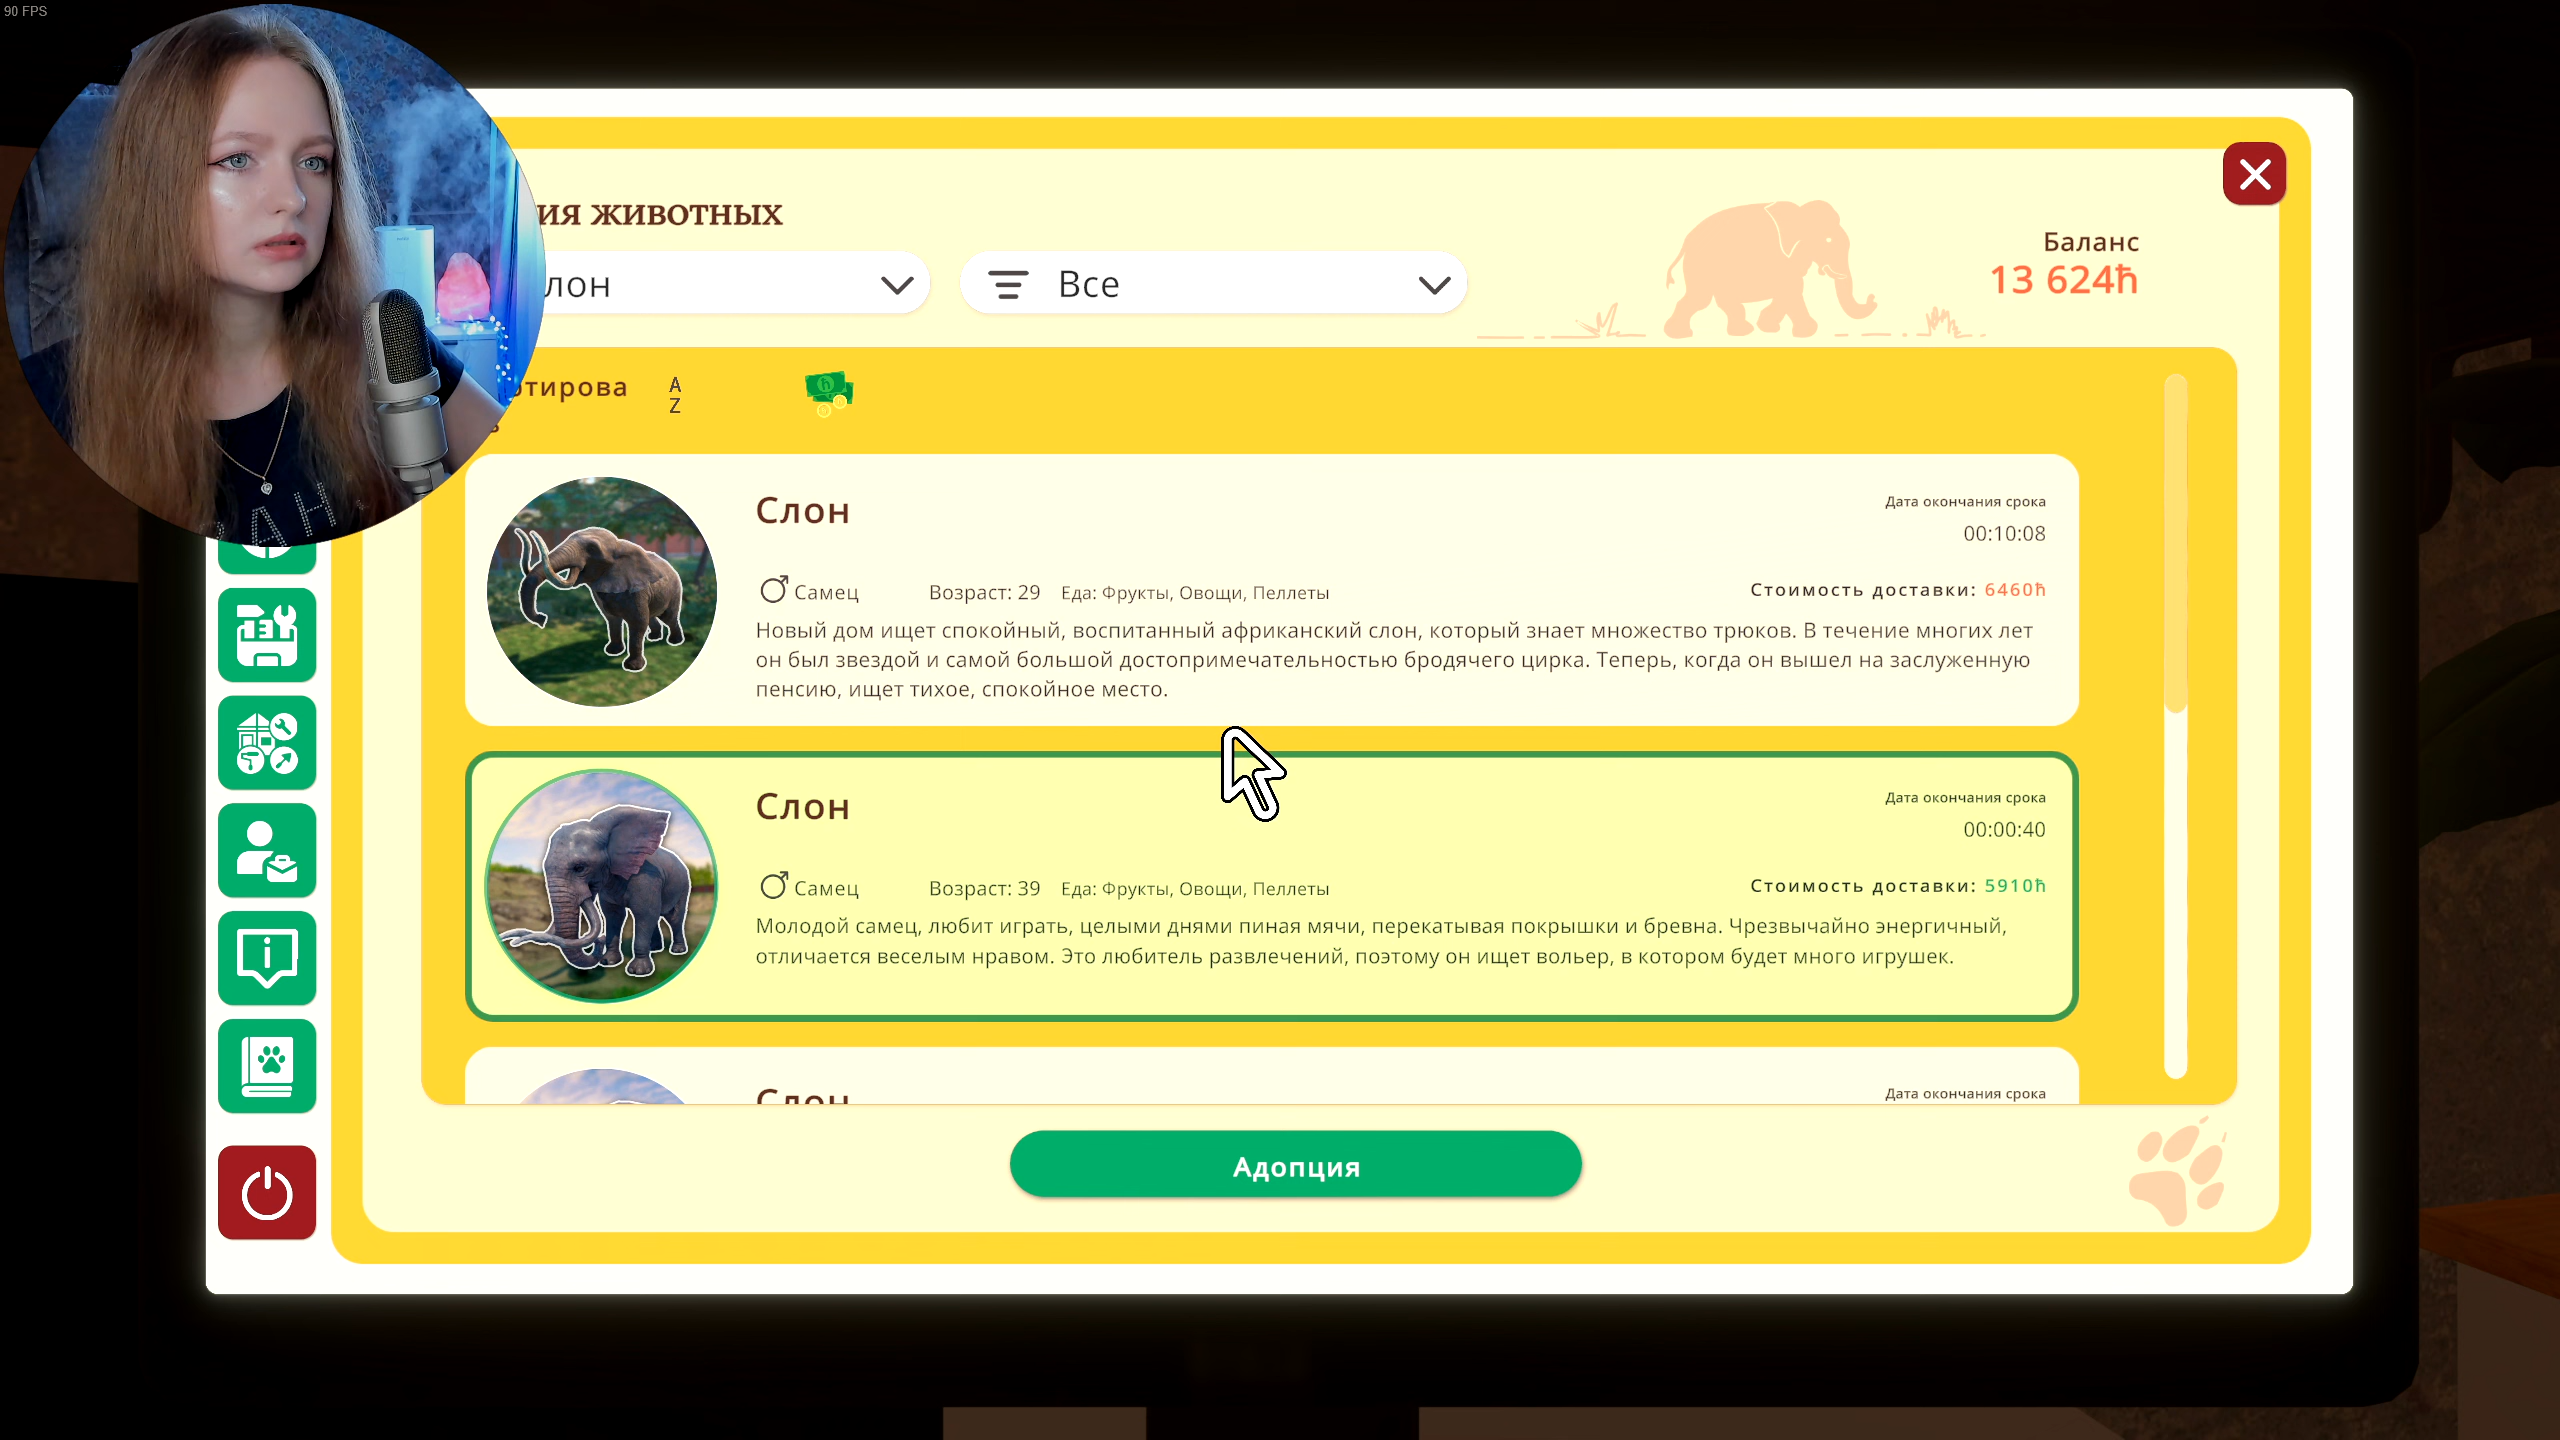 90 FPS
ия животных
лон
Все
Баланс
13 624ħ
ртирова
A
Z
Слон
Дата окончания срока
00:10:08
Самец Возраст: 29 Еда: Фрукты, Овощи, Пеллеты
Стоимость доставки: 6460ħ
Новый дом ищет спокойный, воспитанный африканский слон, который знает множество трюков. В течение многих лет
он был звездой и самой большой достопримечательностью бродячего цирка. Теперь, когда он вышел на заслуженную
пенсию, ищет тихое, спокойное место.
Слон
Дата окончания срока
00:00:40
Самец Возраст: 39 Еда: Фрукты, Овощи, Пеллеты
Стоимость доставки: 5910ħ
Молодой самец, любит играть, целыми днями пиная мячи, перекатывая покрышки и бревна. Чрезвычайно энергичный,
отличается веселым нравом. Это любитель развлечений, поэтому он ищет вольер, в котором будет много игрушек.
Слон
Дата окончания срока
Адопция